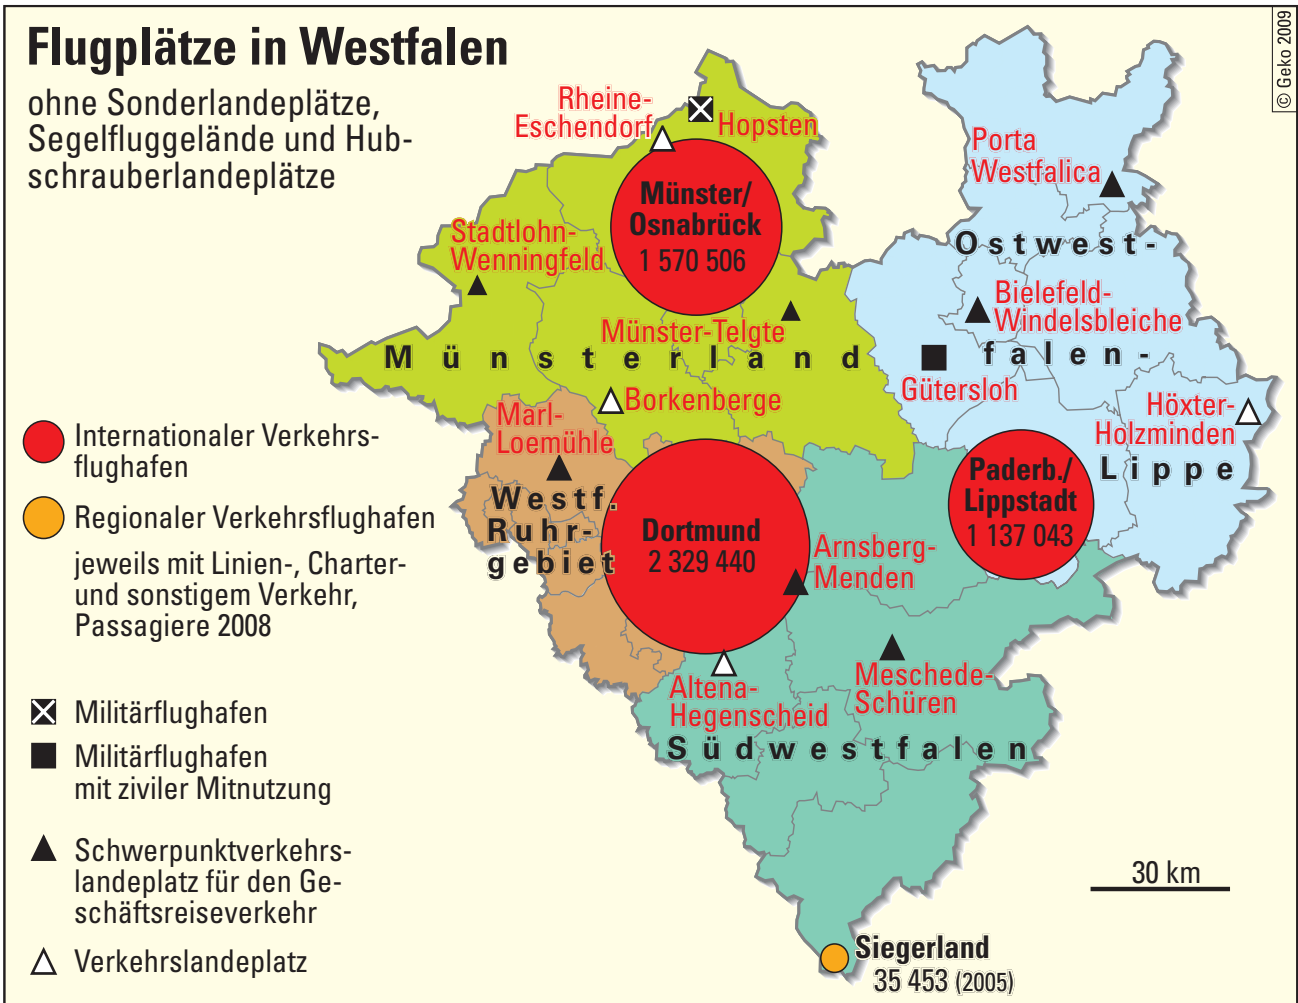 Flugplätze in Westfalen
ohne Sonderlandeplätze,
Segelfluggelände und Hub-
schrauberlandeplätze
© Geko 2009
Rheine-
Eschendorf
Hopsten
Münster/
Osnabrück
1 570 506
Stadtlohn-
Wenningfeld
Münster-Telgte
Münsterland
Borkenberge
Porta
Westfalica
Ostwest-
Bielefeld-
Windelsbleiche
falen-
Gütersloh
Höxter-
Holzminden
Lippe
Paderb./
Lippstadt
1 137 043
Marl-
Loemühle
Westf.
Ruhr-
gebiet
Dortmund
2 329 440
Arnsberg-
Menden
Altena-
Hegenscheid
Meschede-
Schüren
Südwestfalen
Siegerland
35 453 (2005)
30 km
Internationaler Verkehrs-
flughafen
Regionaler Verkehrsflughafen
jeweils mit Linien-, Charter-
und sonstigem Verkehr,
Passagiere 2008
Militärflughafen
Militärflughafen
mit ziviler Mitnutzung
Schwerpunktverkehrs-
landeplatz für den Ge-
schäftsreiseverkehr
Verkehrslandeplatz